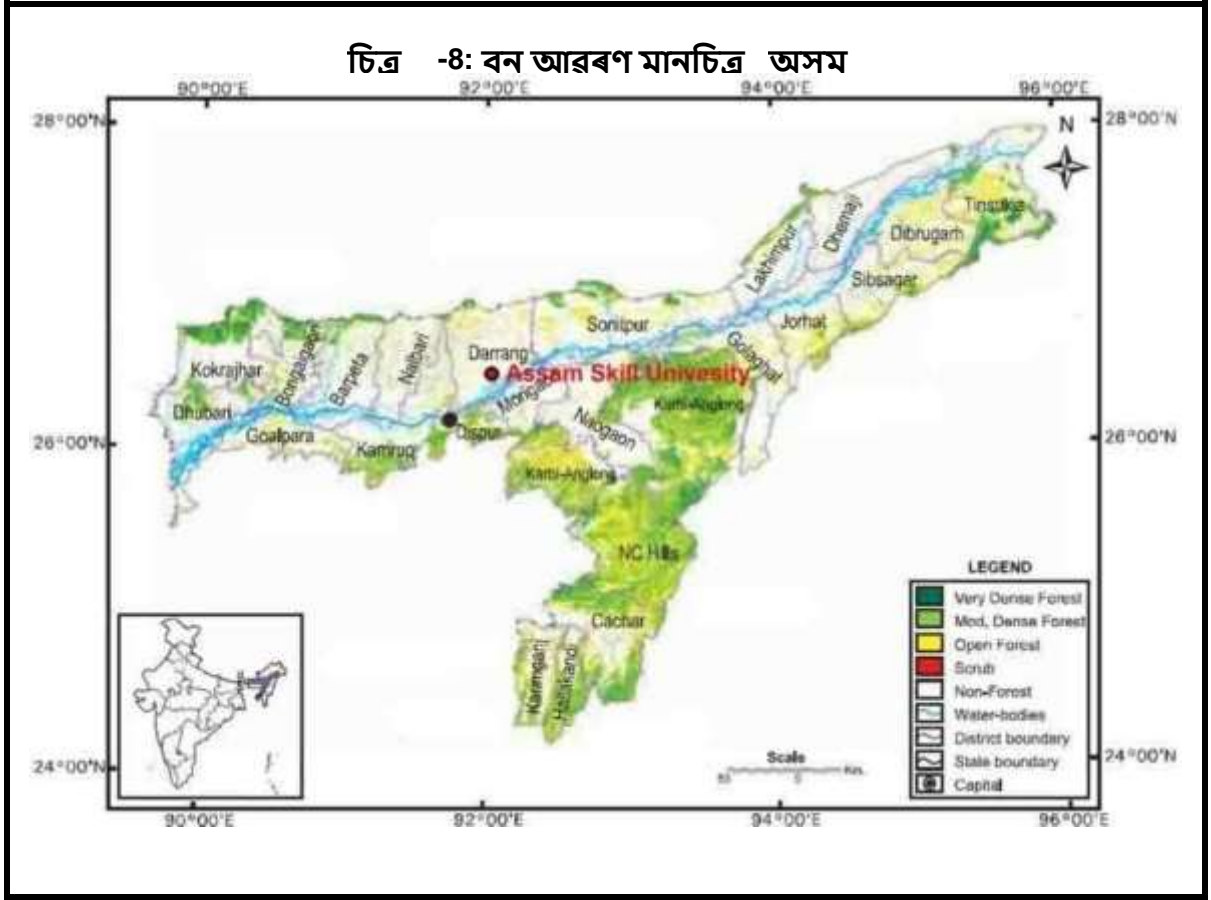 চিত্ৰ -8: বন আৱৰণ মানচিত্ৰ অসম
90°00'E 92°00'E 94°00'E 96°00'E
28°00'N 28°00'N
N
Tinsukia
Dhemaji
Dibrugarh
Lakhimpur
Sibsagar
Sonitpur
Jorhat
Golaghat
Darrang
Nalbari
Barpeta
Bongaigaon
Kokrajhar
Assam Skill Univesity
Karbi-Anglong
Dhubari
Goalpara
Dispur
Naogaon
26°00'N 26°00'N
Kamrup
Karbi-Anglong
NC Hills
Cachar
Karimganj
Hailakandi
LEGEND
Very Dense Forest
Mod. Dense Forest
Open Forest
Scrub
Non-Forest
Water-bodies
District boundary
State boundary
Capital
Scale
Km.
24°00'N 24°00'N
90°00'E 92°00'E 94°00'E 96°00'E